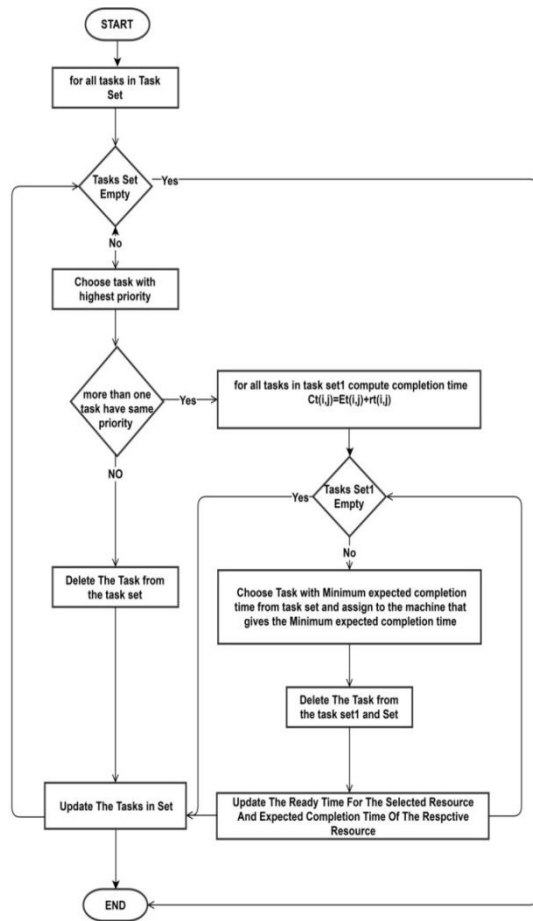 START
for all tasks in Task
Set
Tasks Set
Empty
Yes
No
Choose task with
highest priority
more than one
task have same
priority
Yes
for all tasks in task set1 compute completion time
Ct(i,j)=Et(i,j)+rt(i,j)
NO
Yes
Tasks Set1
Empty
No
Delete The Task from
the task set
Choose Task with Minimum expected completion
time from task set and assign to the machine that
gives the Minimum expected completion time
Delete The Task from
the task set1 and Set
Update The Tasks in Set
Update The Ready Time For The Selected Resource
And Expected Completion Time Of The Respctive
Resource
END